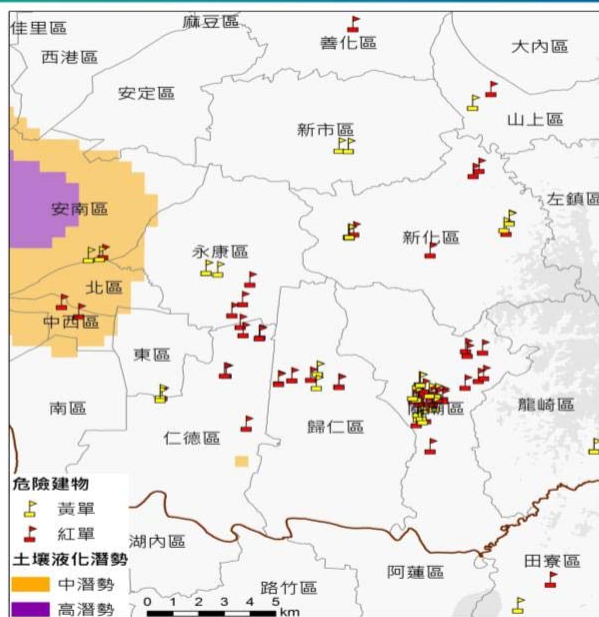 佳里區
麻豆區
善化區
大內區
西港區
安定區
新市區
山上區
左鎮區
安南區
永康區
新化區
北區
中西區
東區
南區
仁德區
歸仁區
關廟區
龍崎區
危險建物
黃單
紅單
土壤液化潛勢
中潛勢
高潛勢
湖內區
路竹區
阿蓮區
田寮區
0 1 2 3 4 5
km